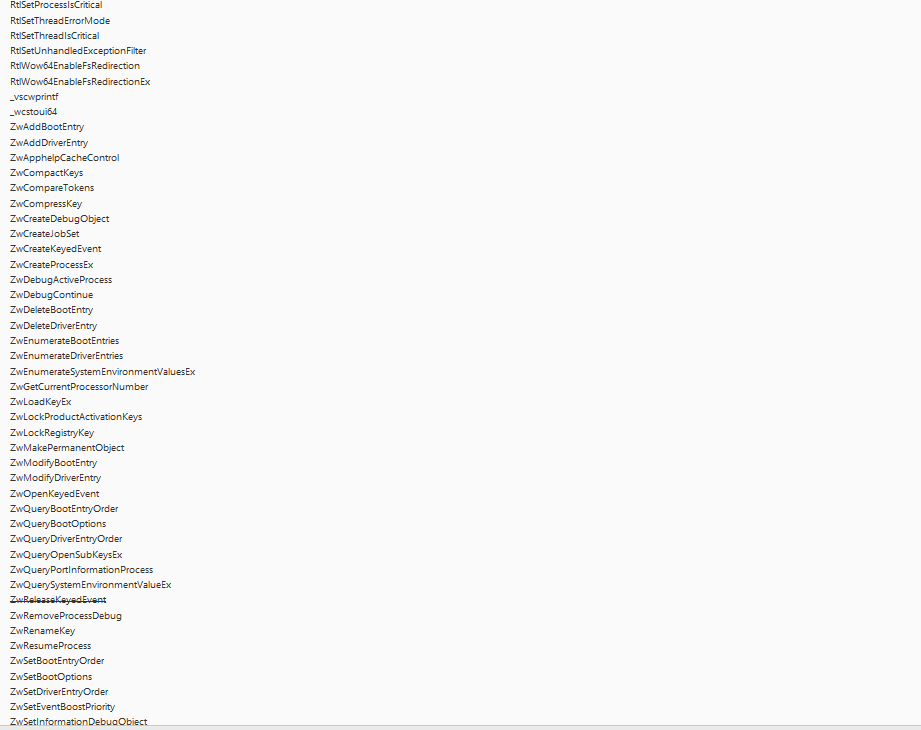 RtlSetProcessIsCritical
RtlSetThreadErrorMode
RtlSetThreadIsCritical
RtlSetUnhandledExceptionFilter
RtlWow64EnableFsRedirection
RtlWow64EnableFsRedirectionEx
_vscwprintf
_wcstoui64
ZwAddBootEntry
ZwAddDriverEntry
ZwApphelpCacheControl
ZwCompactKeys
ZwCompareTokens
ZwCompressKey
ZwCreateDebugObject
ZwCreateJobSet
ZwCreateKeyedEvent
ZwCreateProcessEx
ZwDebugActiveProcess
ZwDebugContinue
ZwDeleteBootEntry
ZwDeleteDriverEntry
ZwEnumerateBootEntries
ZwEnumerateDriverEntries
ZwEnumerateSystemEnvironmentValuesEx
ZwGetCurrentProcessorNumber
ZwLoadKeyEx
ZwLockProductActivationKeys
ZwLockRegistryKey
ZwMakePermanentObject
ZwModifyBootEntry
ZwModifyDriverEntry
ZwOpenKeyedEvent
ZwQueryBootEntryOrder
ZwQueryBootOptions
ZwQueryDriverEntryOrder
ZwQueryOpenSubKeysEx
ZwQueryPortInformationProcess
ZwQuerySystemEnvironmentValueEx
ZwReleaseKeyedEvent
ZwRemoveProcessDebug
ZwRenameKey
ZwResumeProcess
ZwSetBootEntryOrder
ZwSetBootOptions
ZwSetDriverEntryOrder
ZwSetEventBoostPriority
ZwSetInformationDebugObject